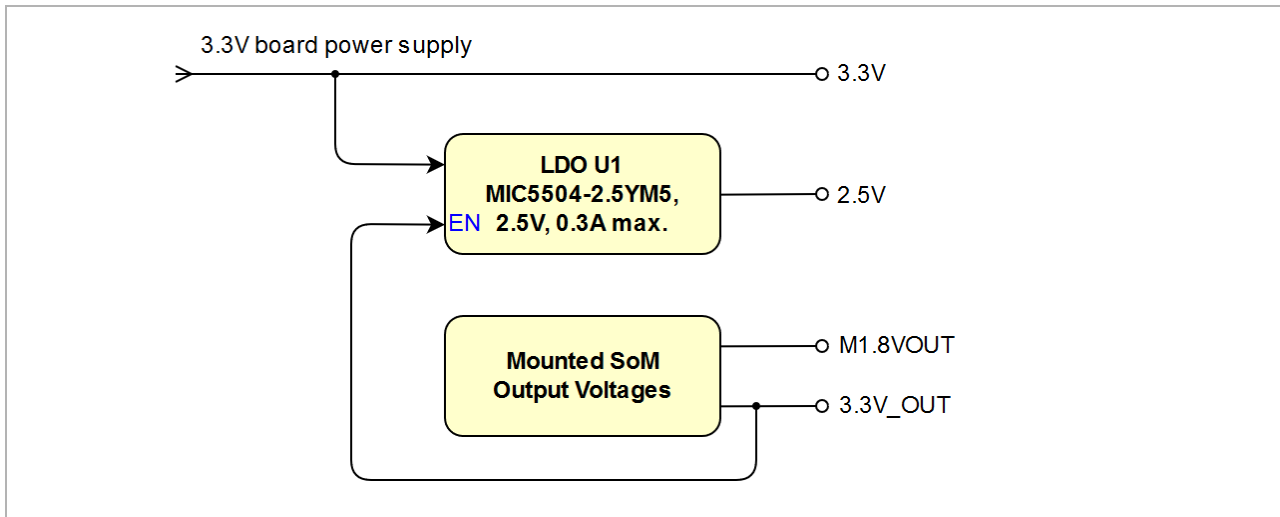 3.3V board power supply
3.3V
LDO U1
MIC5504-2.5YM5,
EN 2.5V, 0.3A max.
2.5V
Mounted SoM
Output Voltages
M1.8VOUT
3.3V_OUT